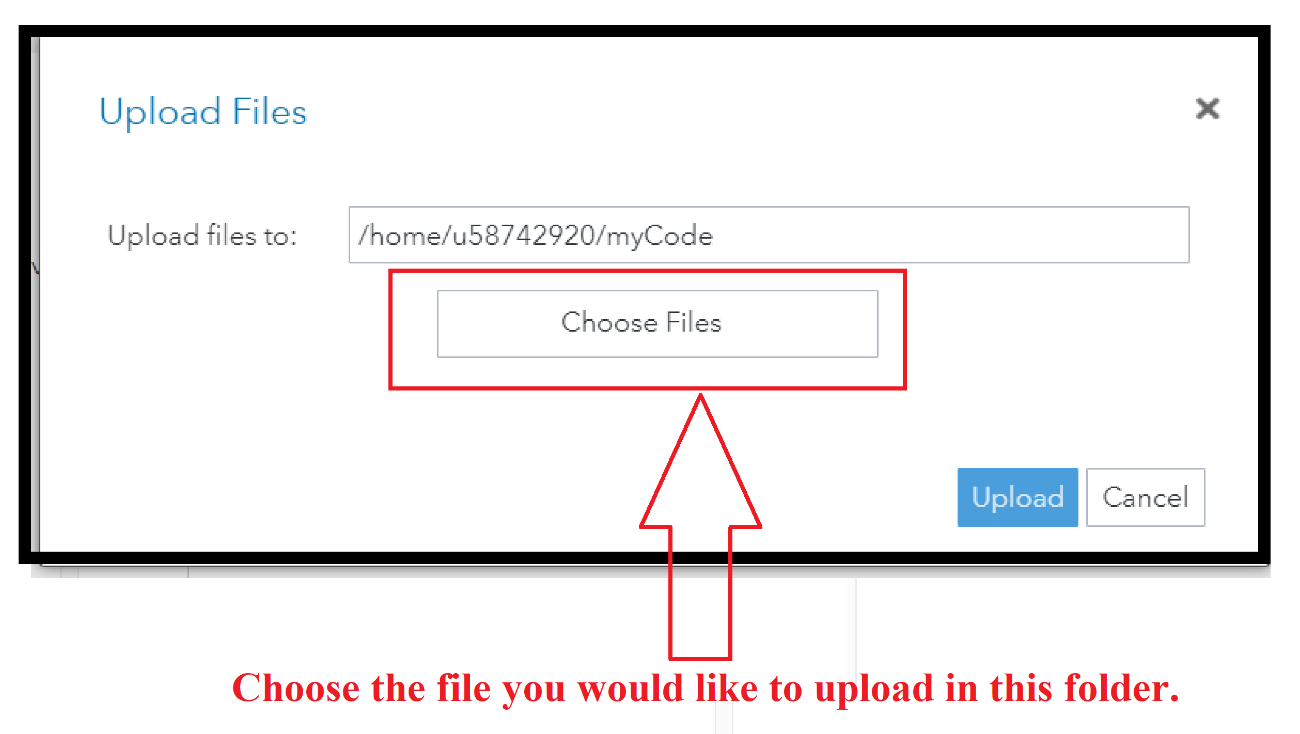 Upload Files
Upload files to: /home/u58742920/myCode
Choose Files
Upload Cancel
Choose the file you would like to upload in this folder.